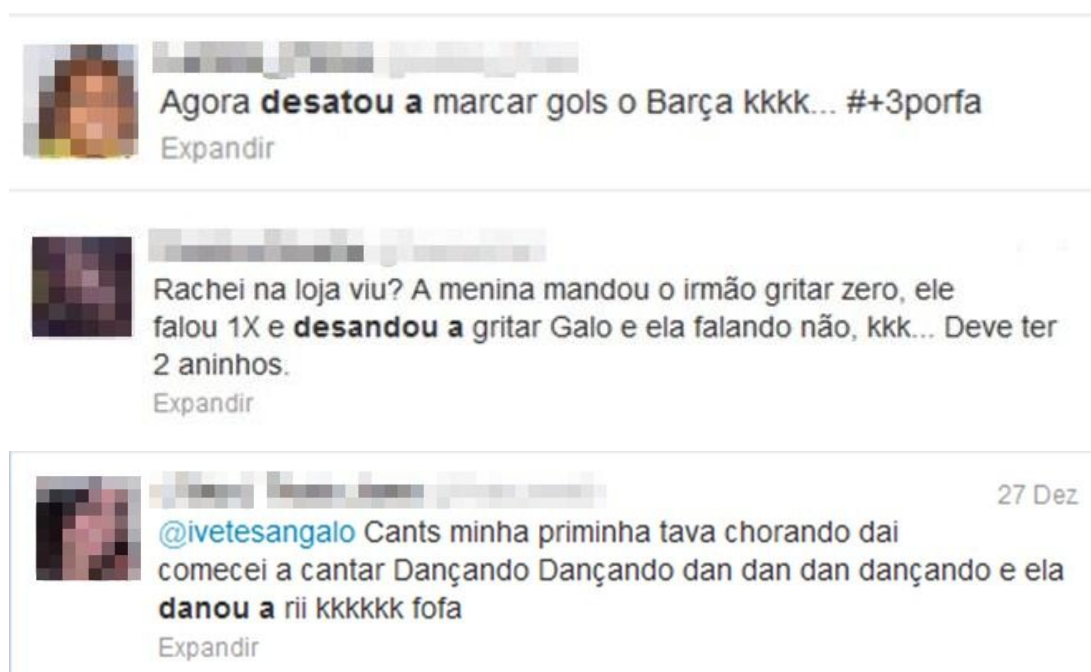 Agora desatou a marcar gols o Barça kkkk... #+3porfa
Expandir
Rachei na loja viu? A menina mandou o irmão gritar zero, ele
falou 1X e desandou a gritar Galo e ela falando não, kkk... Deve ter
2 aninhos.
Expandir
27 Dez
@ivetesangalo Cants minha priminha tava chorando dai
comecei a cantar Dançando Dançando dan dan dan dançando e ela
danou a rii kkkkkk fofa
Expandir